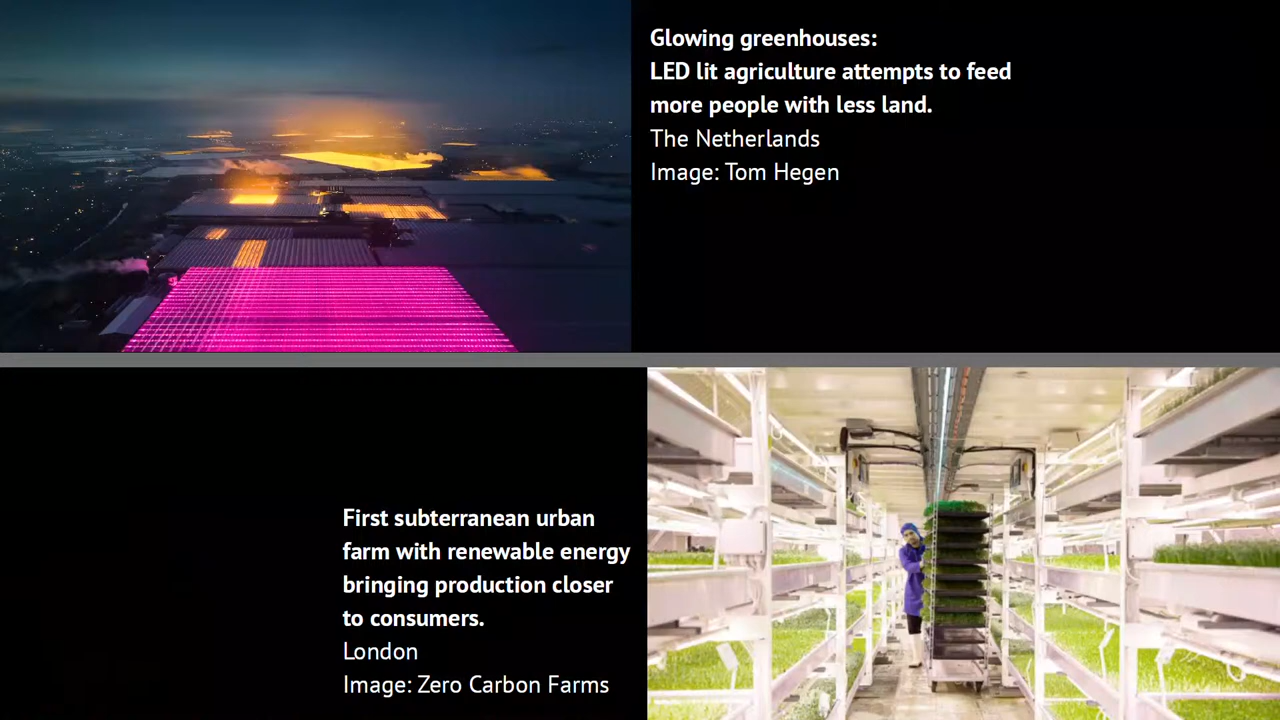 Glowing greenhouses:
LED lit agriculture attempts to feed
more people with less land.
The Netherlands
Image: Tom Hegen
First subterranean urban
farm with renewable energy
bringing production closer
to consumers.
London
Image: Zero Carbon Farms